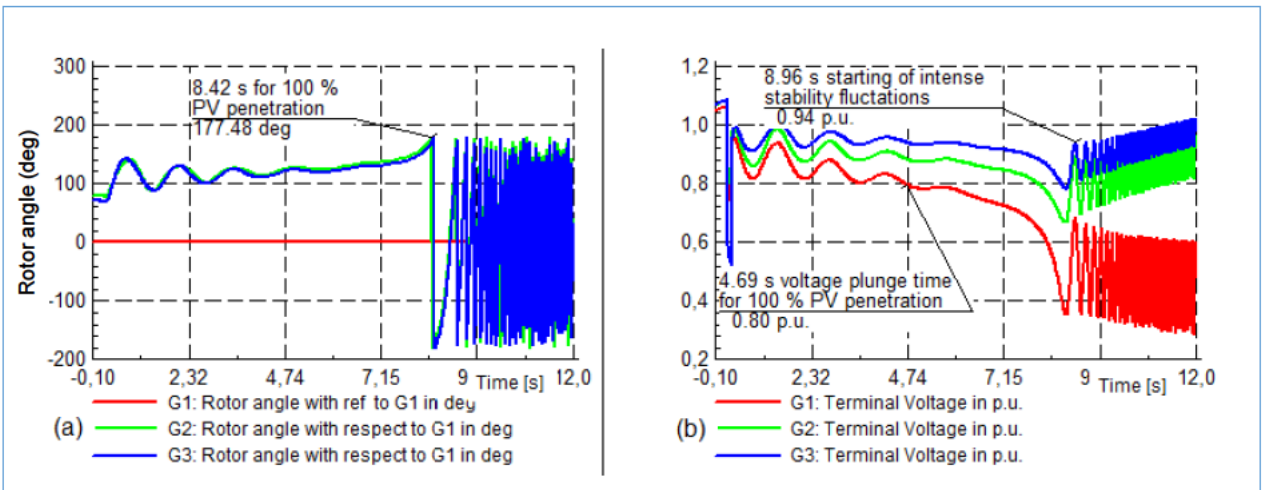 300
200
100
0
-100
-200
Rotor angle (deg)
8.42 s for 100 %
PV penetration
177.48 deg
-0,10 2,32 4,74 7,15 9 Time [s] 12,0
G1: Rotor angle with ref to G1 in deg
(a) G2: Rotor angle with respect to G1 in deg
G3: Rotor angle with respect to G1 in deg
1,2
1,0
0,8
0,6
0,4
0,2
8.96 s starting of intense
stability fluctations
0.94 p.u.
4.69 s voltage plunge time
for 100 % PV penetration
0.80 p.u.
-0,10 2,32 4,74 7,15 9 Time [s] 12,0
G1: Terminal Voltage in p.u.
(b) G2: Terminal Voltage in p.u.
G3: Terminal Voltage in p.u.